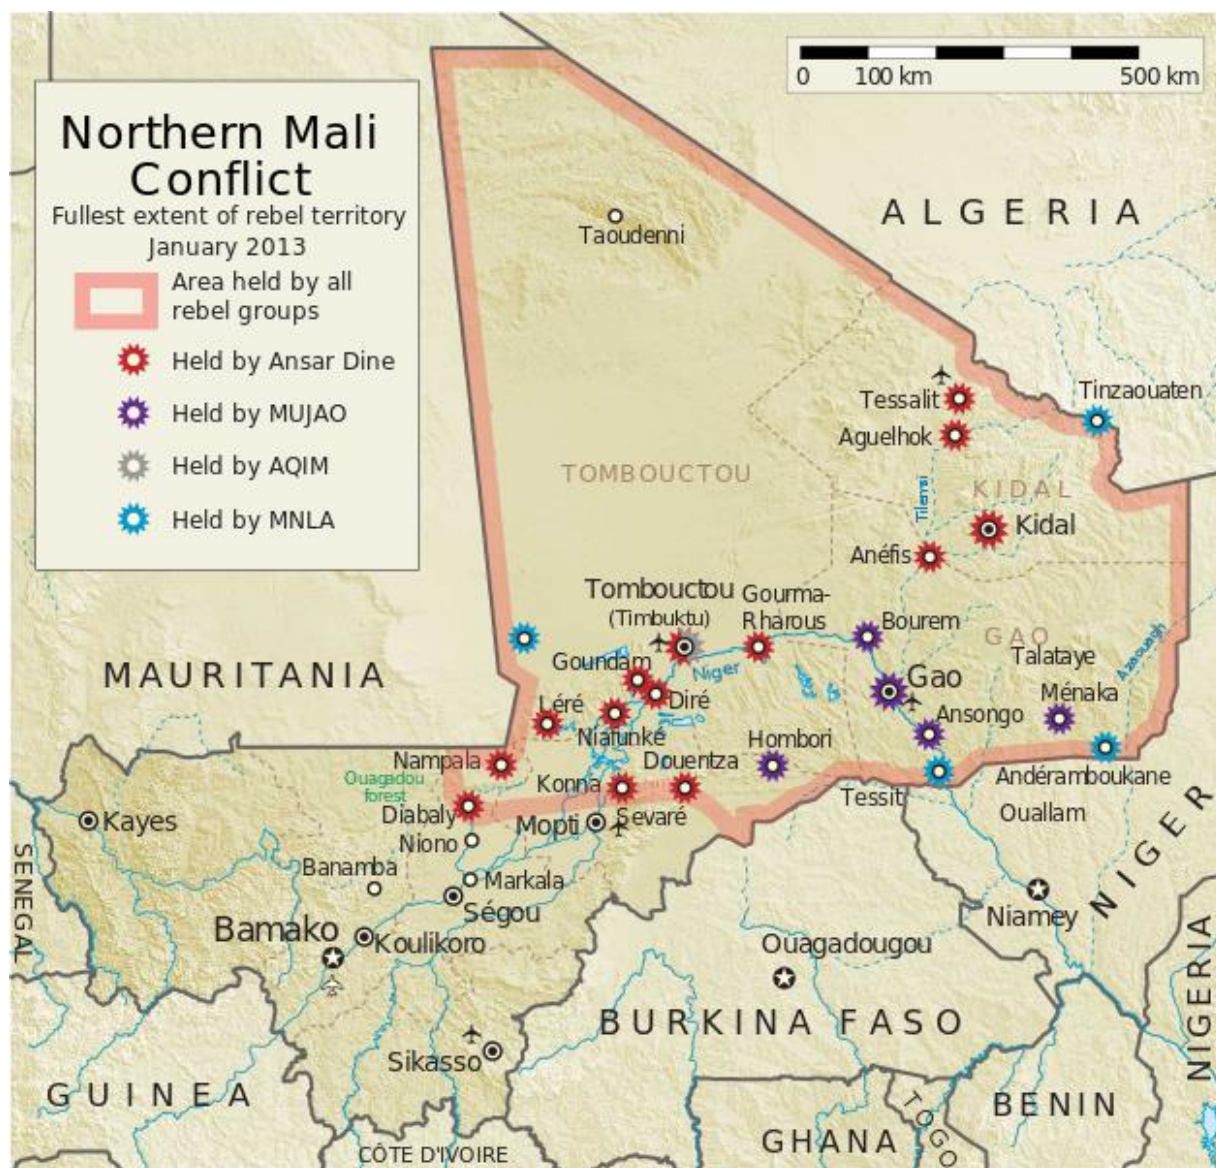 Northern Mali
Conflict
Fullest extent of rebel territory
January 2013
Area held by all
rebel groups
Held by Ansar Dine
Held by MUJAO
Held by AQIM
Held by MNLA
0 100 km 500 km
ALGERIA
Taoudenni
Tessalit
Tinzaouaten
Aguelhok
TOMBOUCTOU
Tilemsi
KIDAL
Kidal
Anéfis
Tombouctou
(Timbuktu)
Gourma-
Rharous
Bourem
GAO
Talataye
Azaouagh
MAURITANIA
Goundam
Niger
Gao
Diré
Ménaka
Léré
Ansongo
Niafunké
Hombori
Nampala
Douentza
Ouagadou
forest
Konna
Andéramboukane
Tessit
Diabaly
Sevaré
Ouallam
Kayes
Mopti
Niono
NIGER
SENEGAL
Banamba
Markala
Ségou
Niamey
Bamako
Koulikoro
Ouagadougou
NIGERIA
BURKINA FASO
Sikasso
GUINEA
BENIN
TOGO
GHANA
CÔTE D'IVOIRE